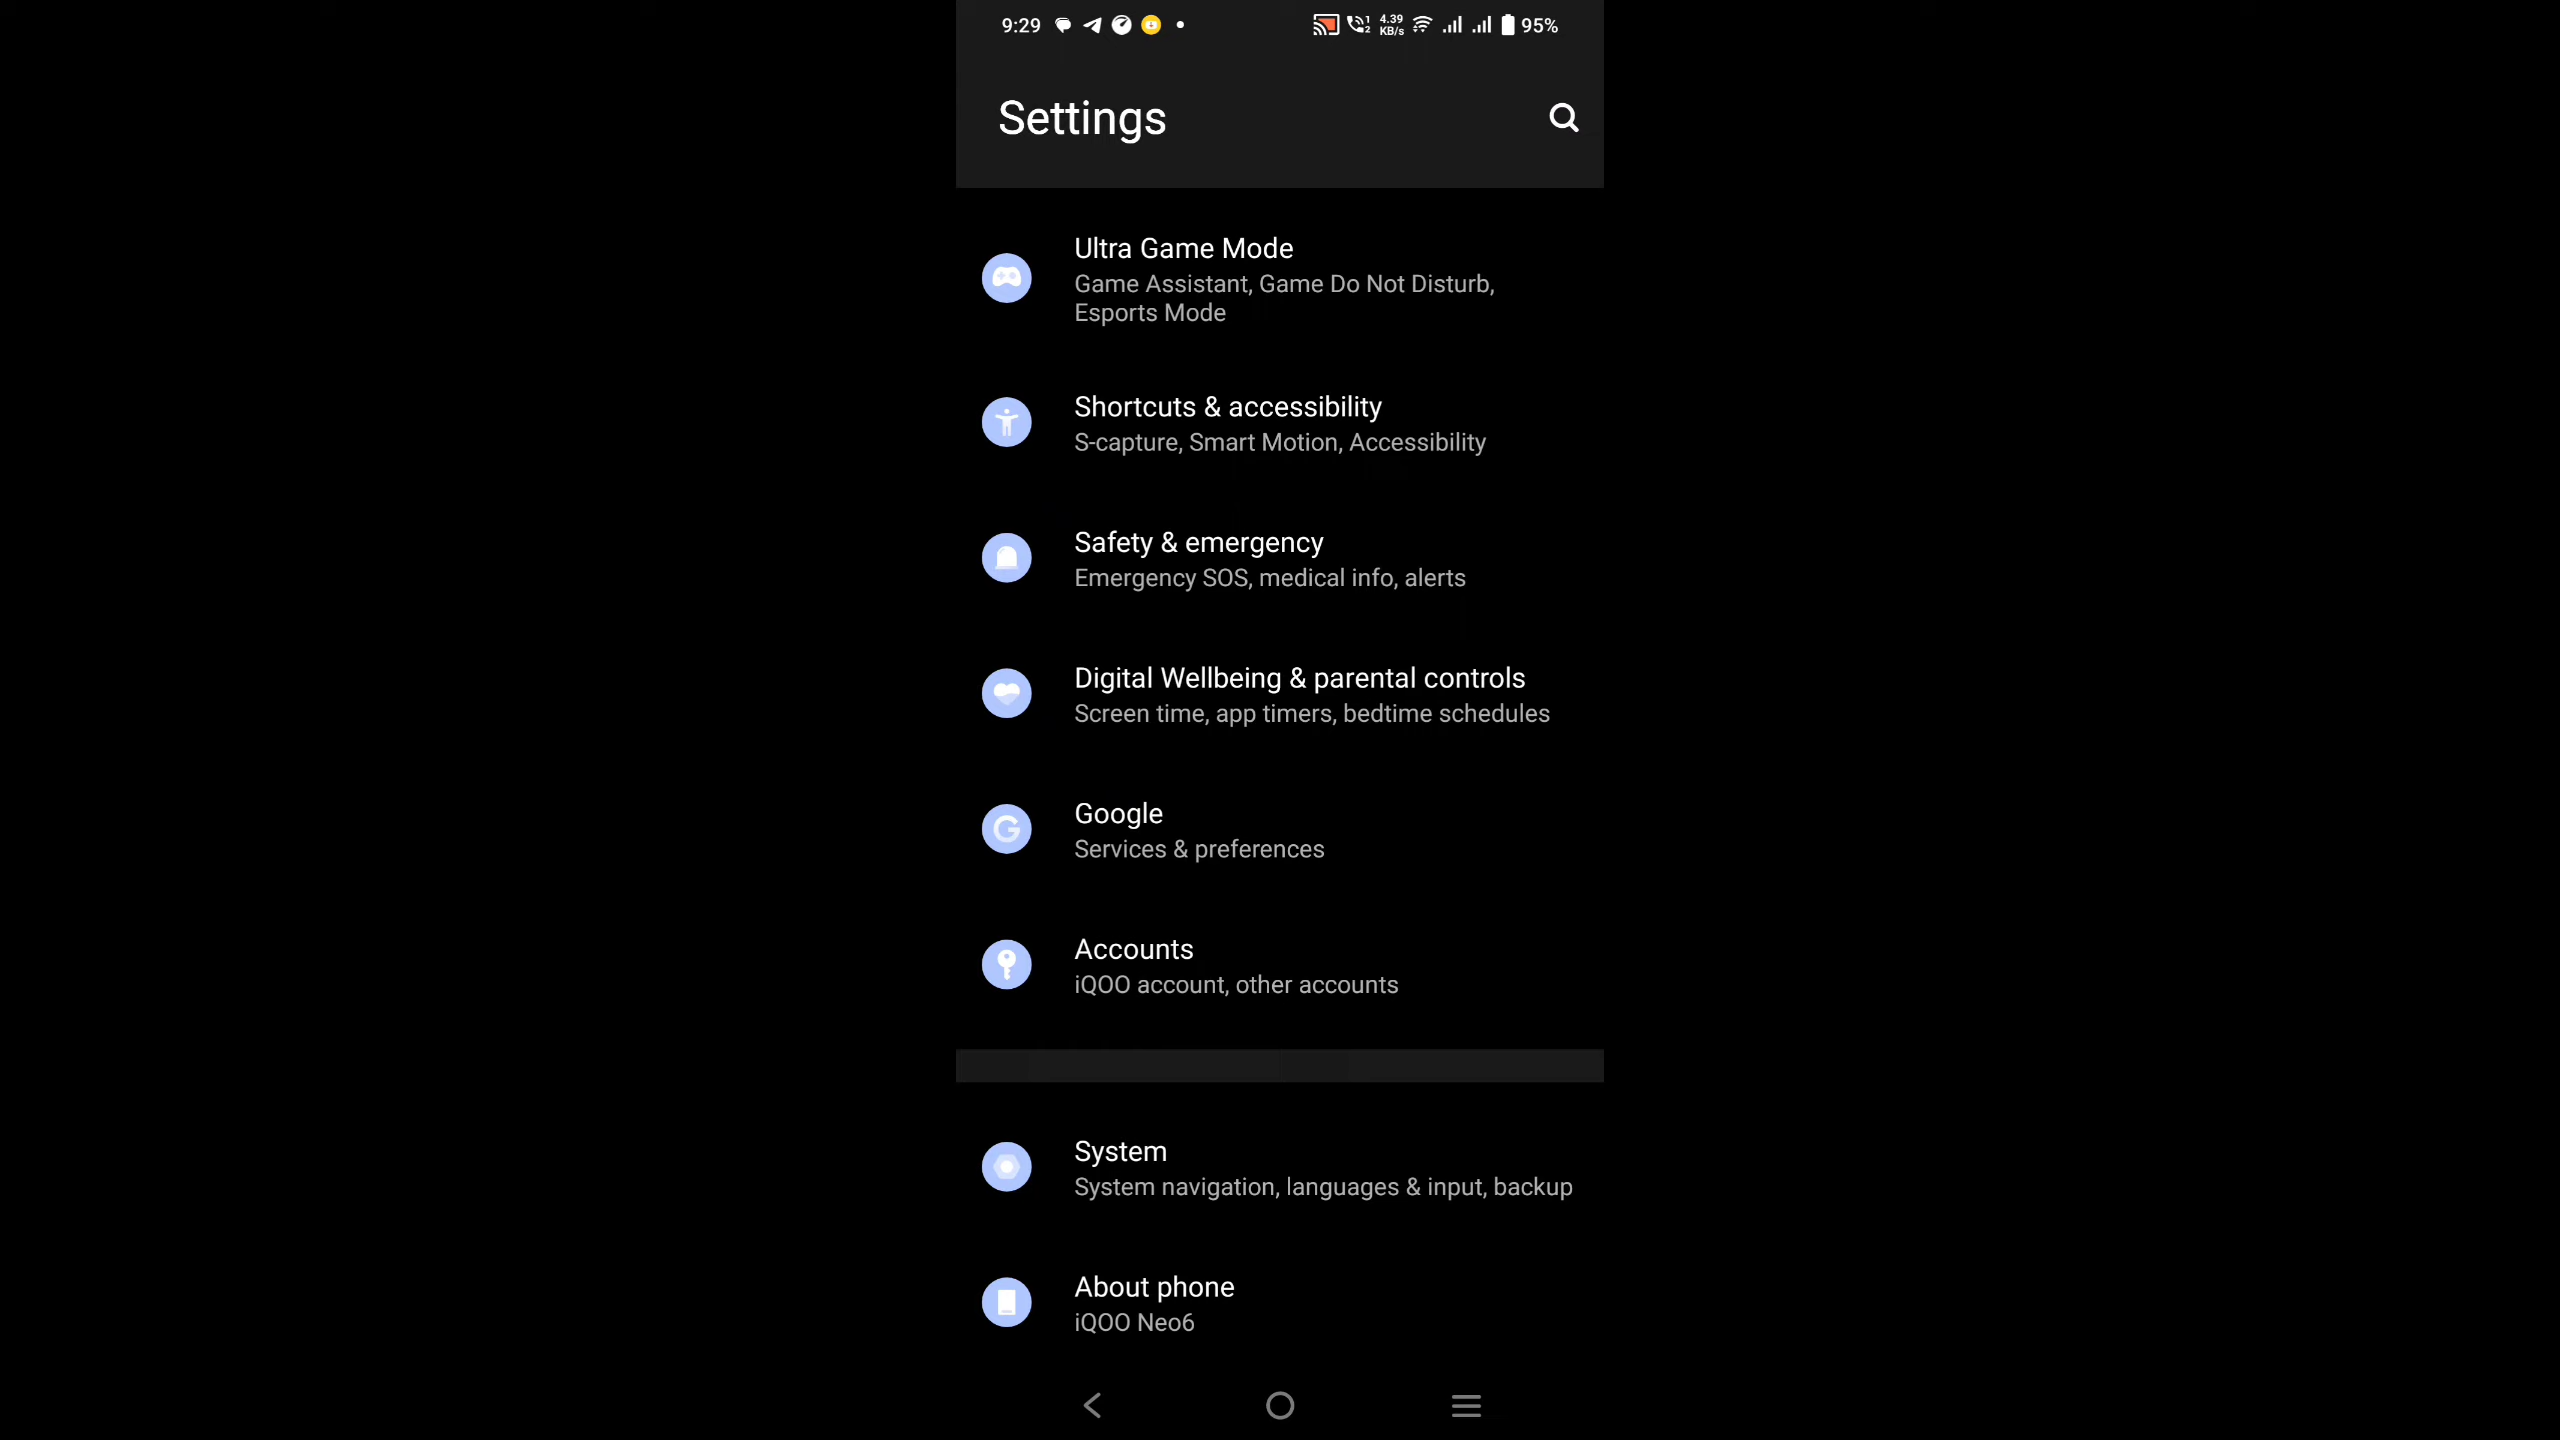 9:29
4.39 KB/s
95%
Settings
Ultra Game Mode
Game Assistant, Game Do Not Disturb,
Esports Mode
Shortcuts & accessibility
S-capture, Smart Motion, Accessibility
Safety & emergency
Emergency SOS, medical info, alerts
Digital Wellbeing & parental controls
Screen time, app timers, bedtime schedules
Google
Services & preferences
Accounts
iQOO account, other accounts
System
System navigation, languages & input, backup
About phone
iQOO Neo6